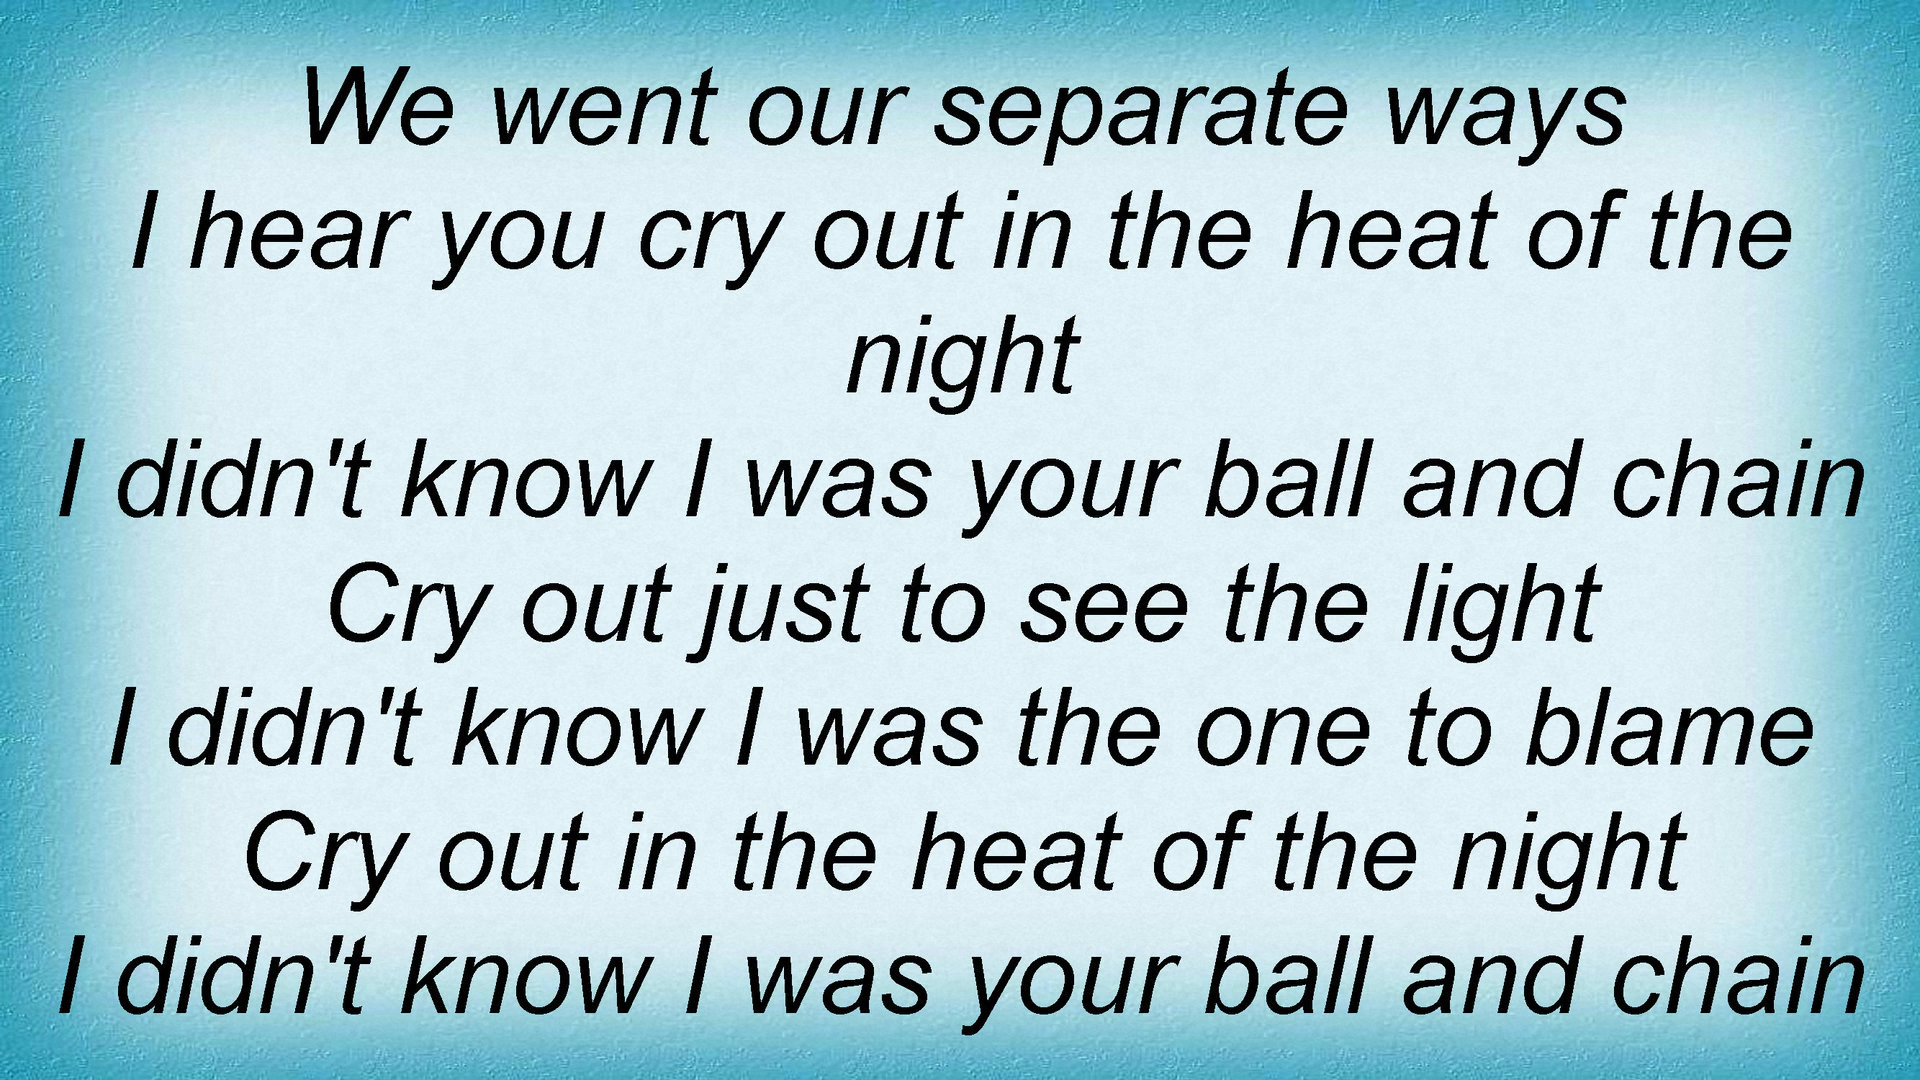 We went our separate ways
I hear you cry out in the heat of the
night
I didn't know I was your ball and chain
Cry out just to see the light
I didn't know I was the one to blame
Cry out in the heat of the night
I didn't know I was your ball and chain